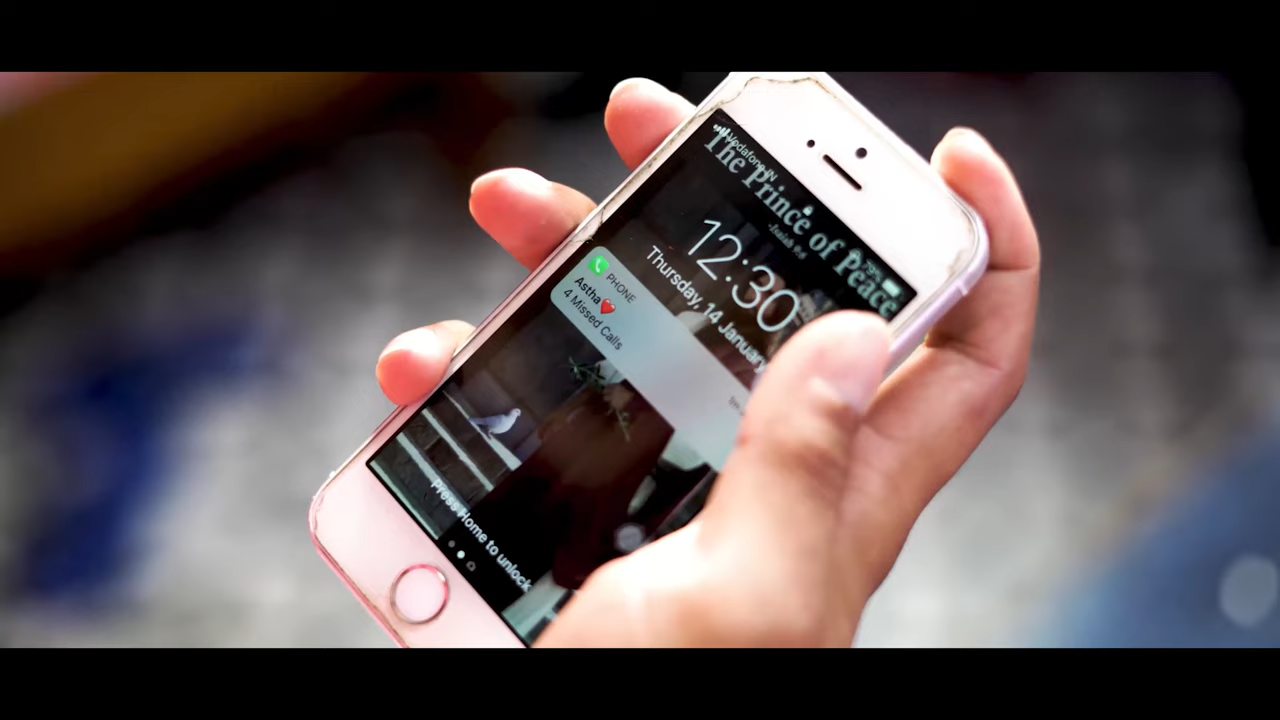 Vodafone IN
79%
The Prince of Peace
-Isaiah 9:6
12:30
Thursday, 14 January
PHONE
Astha ❤️
4 Missed Calls
Press Home to unlock